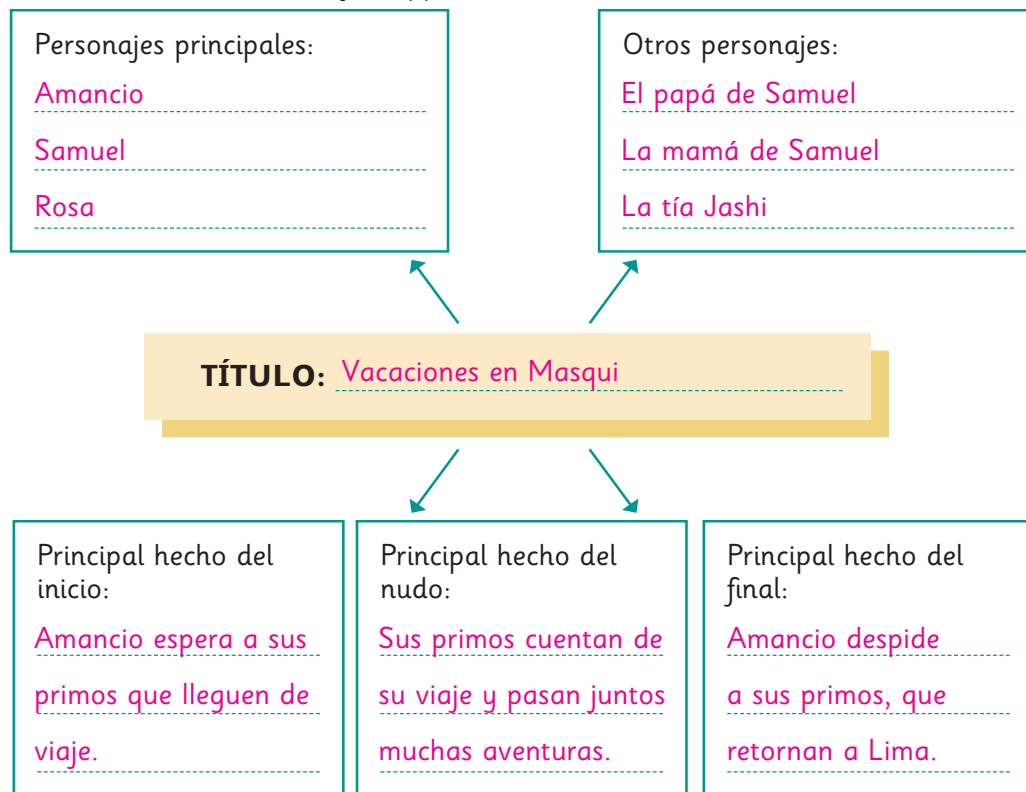 Personajes principales:
Amancio
Samuel
Rosa
Otros personajes:
El papá de Samuel
La mamá de Samuel
La tía Jashi
TÍTULO: Vacaciones en Masqui
Principal hecho del
inicio:
Amancio espera a sus
primos que lleguen de
viaje.
Principal hecho del
nudo:
Sus primos cuentan de
su viaje y pasan juntos
muchas aventuras.
Principal hecho del
final:
Amancio despide
a sus primos, que
retornan a Lima.